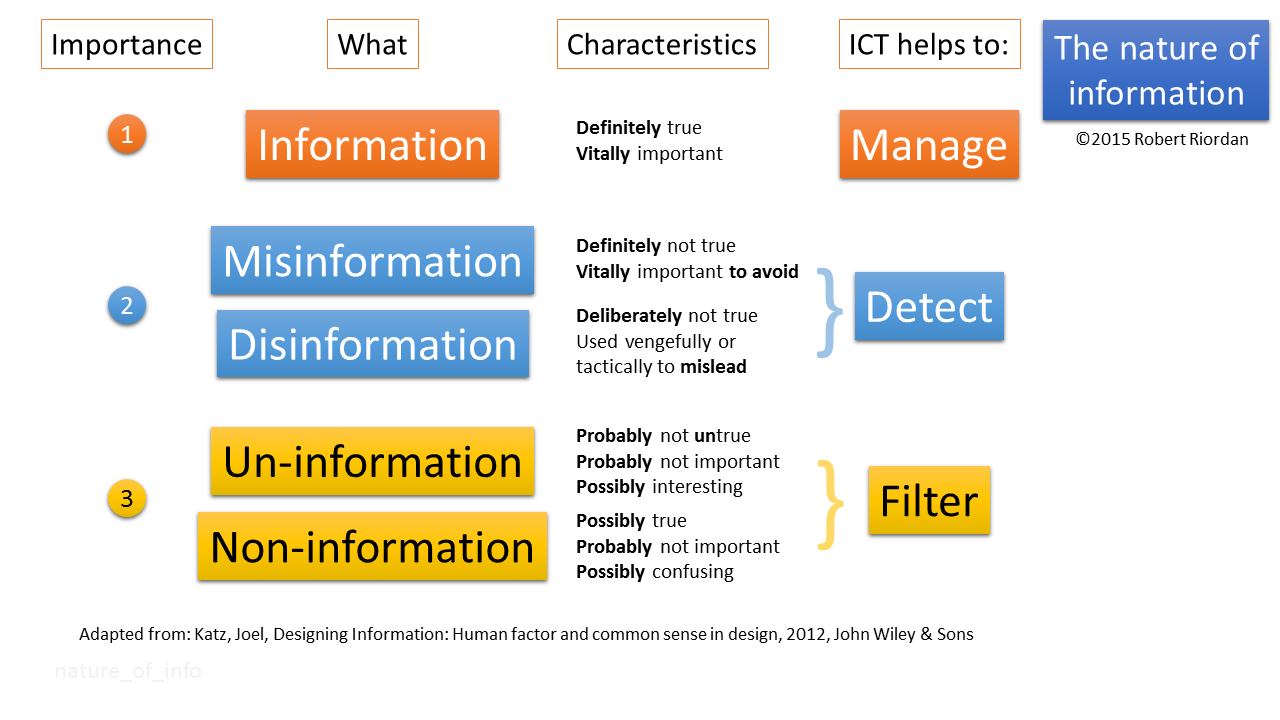 Importance
What
Characteristics
ICT helps to:
The nature of
information
©2015 Robert Riordan
1
Information
Definitely true
Vitally important
Manage
2
Misinformation
Definitely not true
Vitally important to avoid
Disinformation
Deliberately not true
Used vengefully or
tactically to mislead
}
Detect
3
Un-information
Probably not untrue
Probably not important
Possibly interesting
Non-information
Possibly true
Probably not important
Possibly confusing
}
Filter
Adapted from: Katz, Joel, Designing Information: Human factor and common sense in design, 2012, John Wiley & Sons
nature_of_info